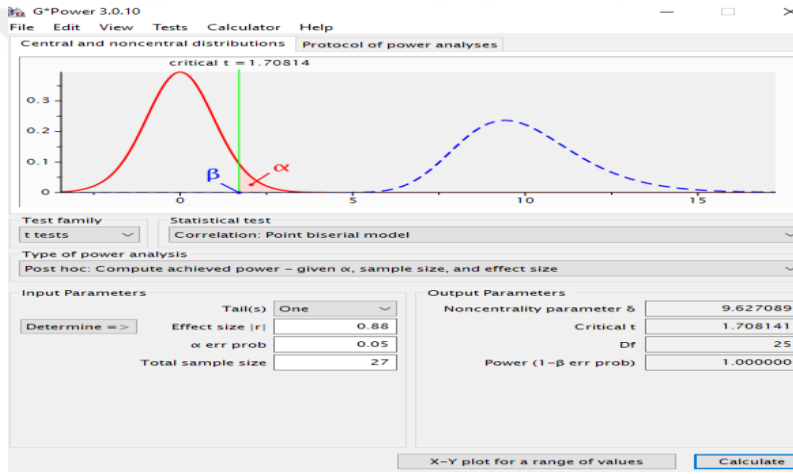 G*Power 3.0.10
File Edit View Tests Calculator Help
Central and noncentral distributions Protocol of power analyses
critical t = 1.70814
0.3
0.2
0.1
0
β
α
0 5 10 15
Test family Statistical test
t tests Correlation: Point biserial model
Type of power analysis
Post hoc: Compute achieved power – given α, sample size, and effect size
Input Parameters Output Parameters
Tail(s) One Noncentrality parameter δ 9.627089
Determine => Effect size |r| 0.88 Critical t 1.708141
α err prob 0.05 Df 25
Total sample size 27 Power (1–β err prob) 1.000000
X-Y plot for a range of values Calculate